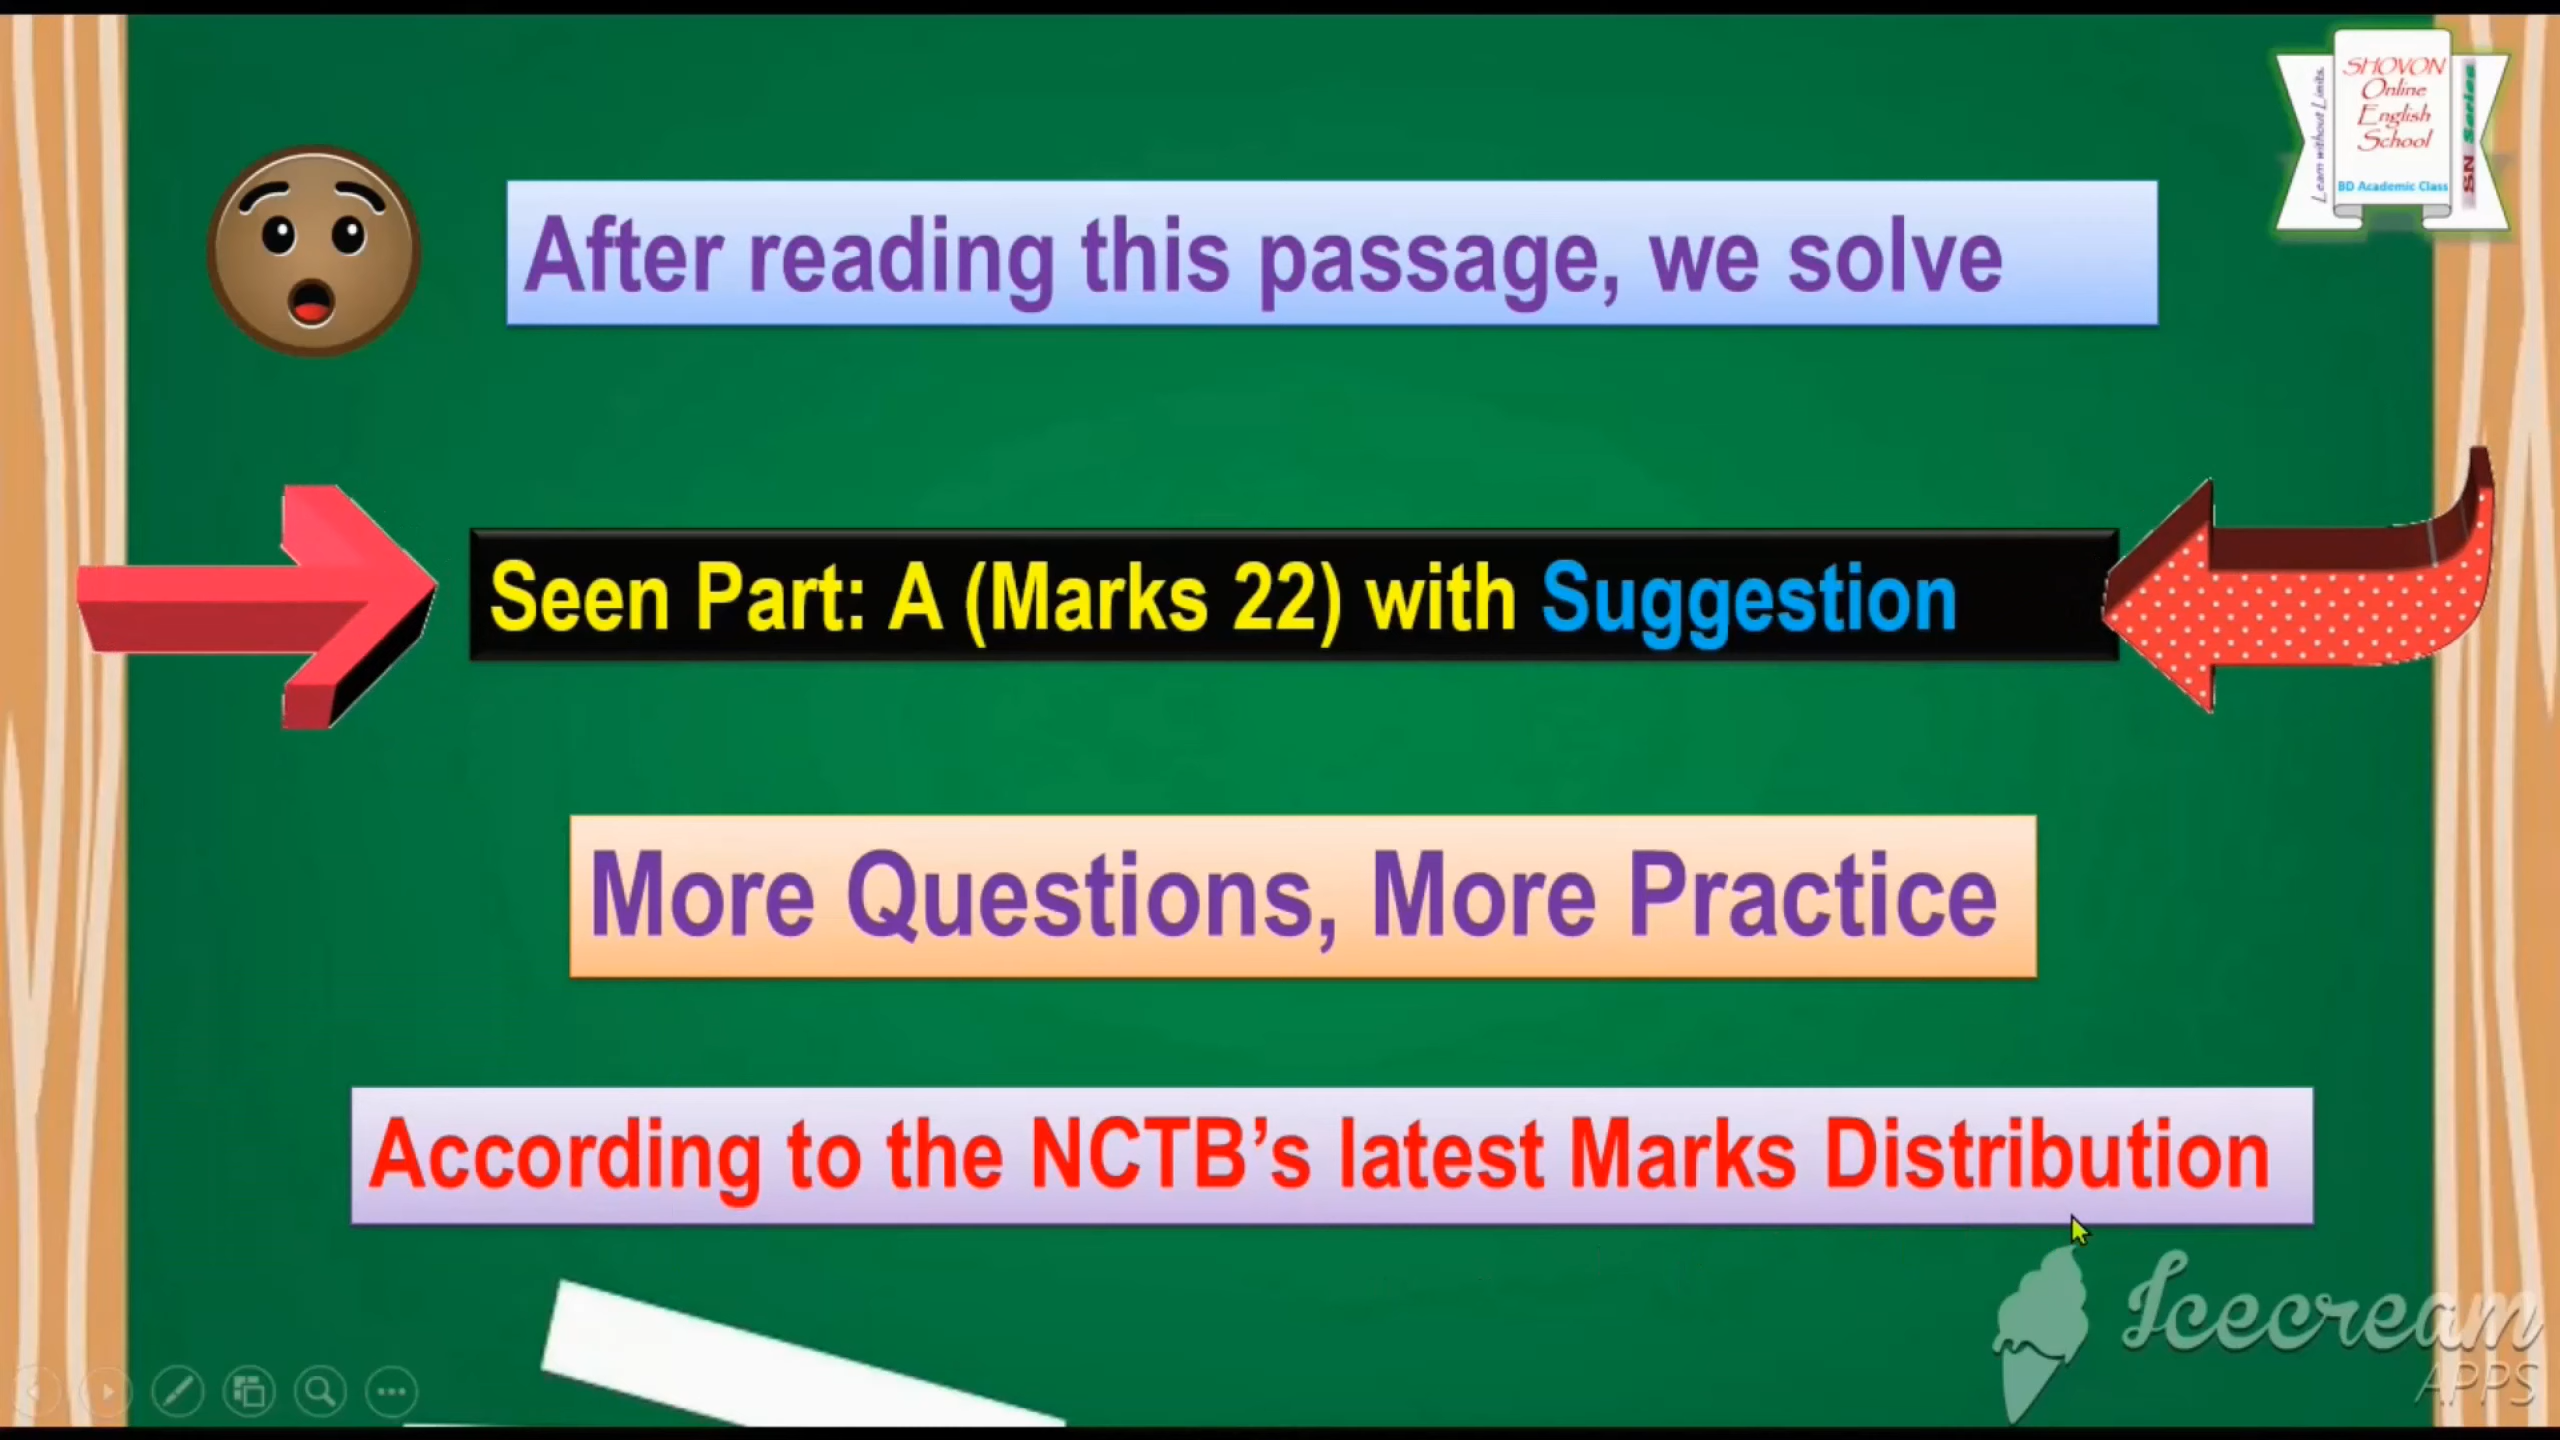 SHOVON
Online
English
School
BD Academic Class
Learn without Limits.
SN Series
After reading this passage, we solve
Seen Part: A (Marks 22) with Suggestion
More Questions, More Practice
According to the NCTB’s latest Marks Distribution
Icecream
APPS